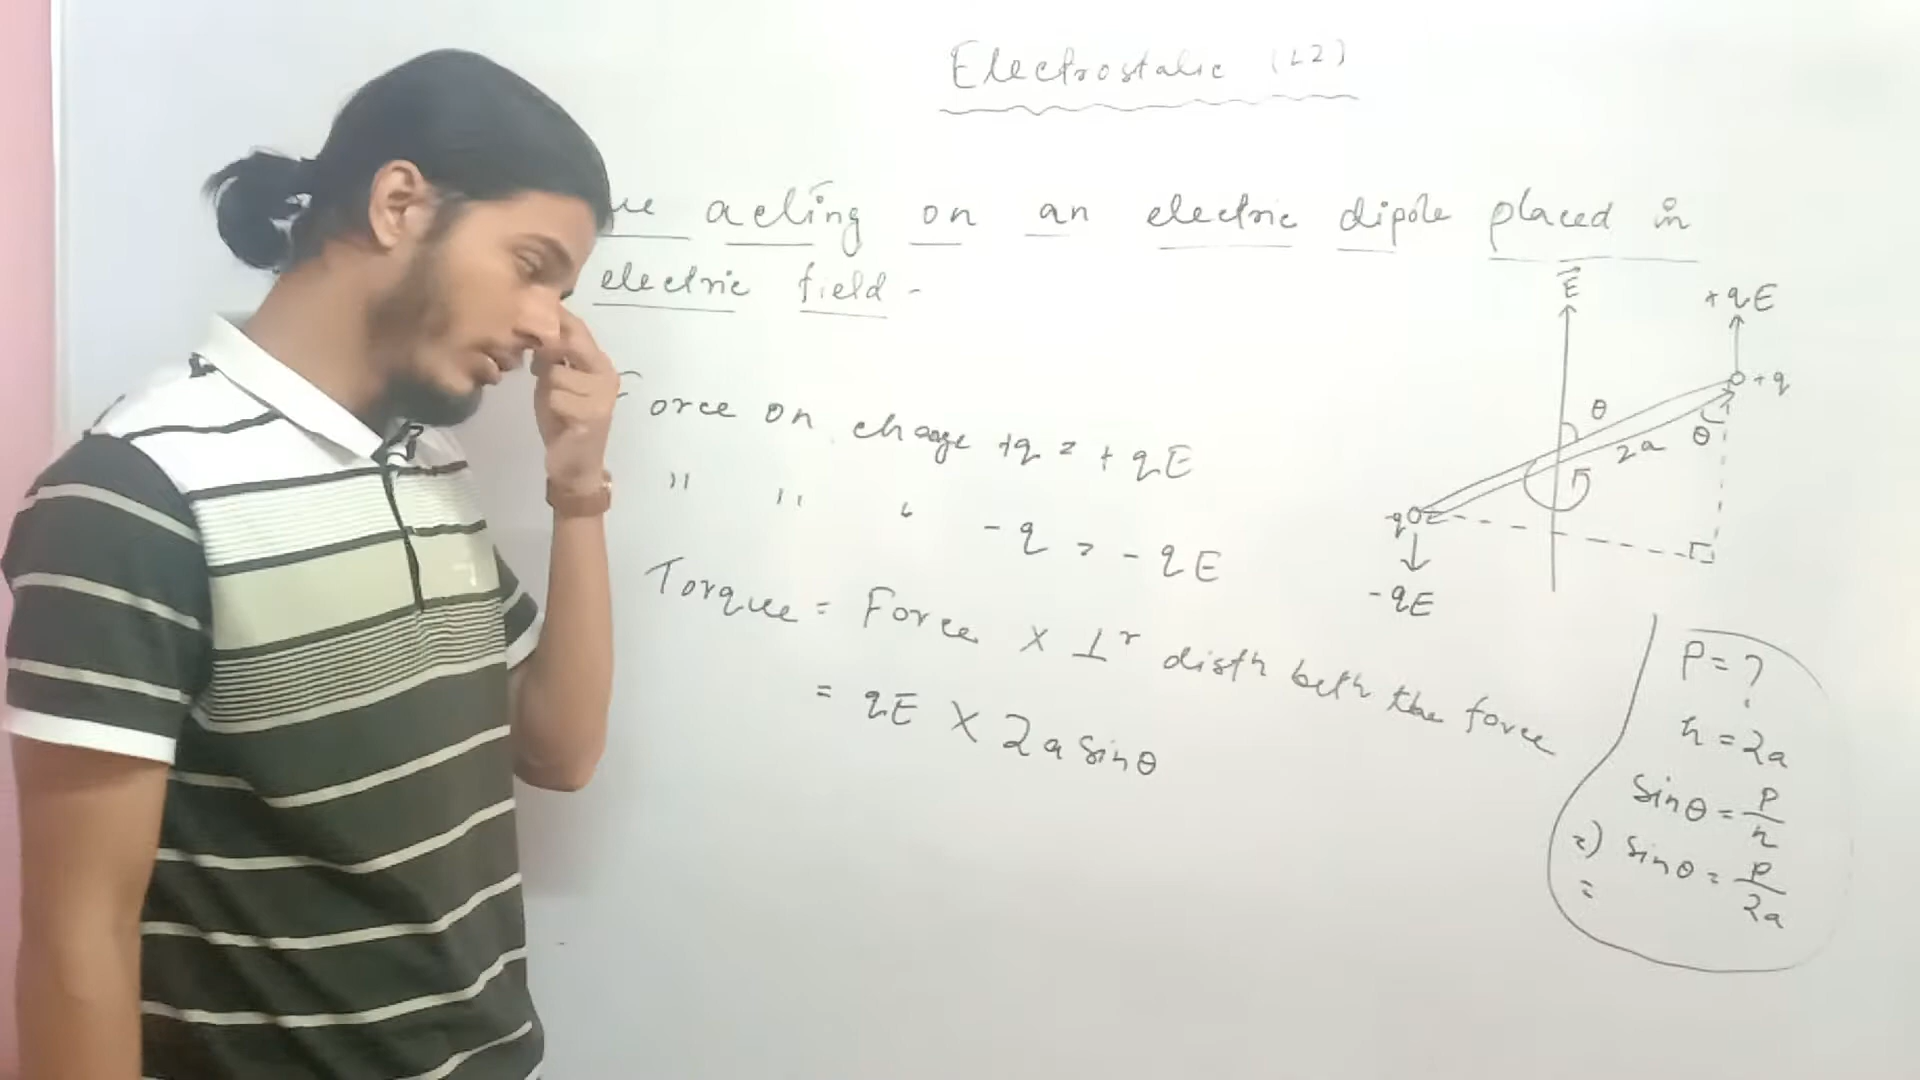 Electrostatic (L2)
ue acting on an electric dipole placed in
electric field -
E
+qE
+q
θ
θ
2a
-q
-qE
Force on charge +q = + qE
" " " -q = - qE
Torque = Force × ⊥r distn betn the force
= qE × 2a sinθ
P = ?
h = 2a
Sinθ = P/h
=) Sinθ = P/2a
=